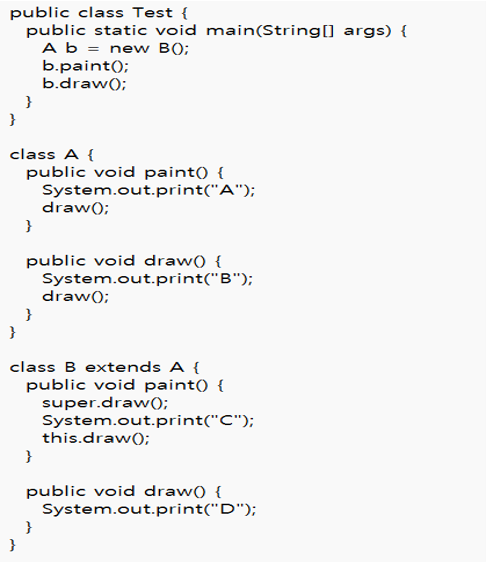 public class Test {
public static void main(String[] args) {
A b = new B();
b.paint();
b.draw();
}
}
class A {
public void paint() {
System.out.print("A");
draw();
}
public void draw() {
System.out.print("B");
draw();
}
}
class B extends A {
public void paint() {
super.draw();
System.out.print("C");
this.draw();
}
public void draw() {
System.out.print("D");
}
}